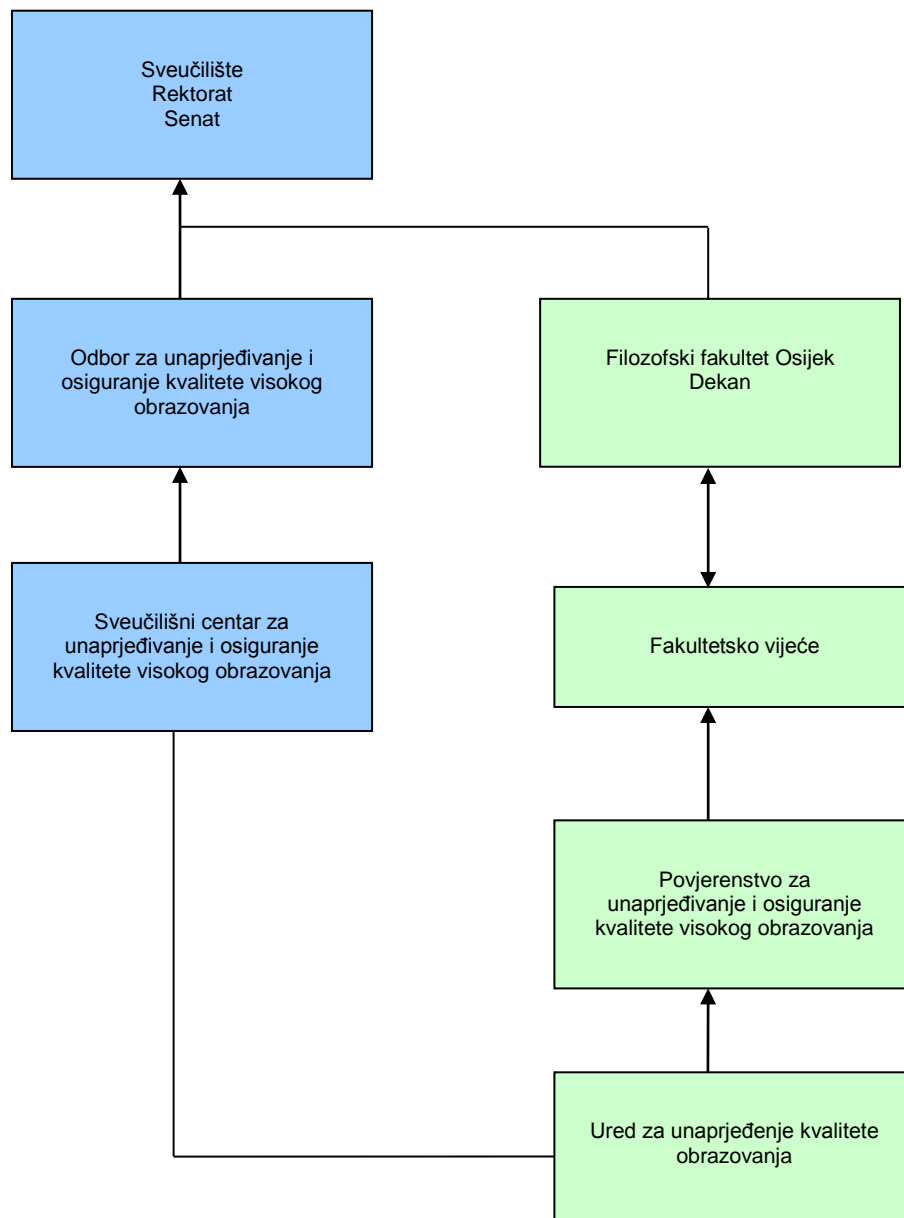 Sveučilište
Rektorat
Senat
Odbor za unaprjeđivanje i
osiguranje kvalitete visokog
obrazovanja
Filozofski fakultet Osijek
Dekan
Sveučilišni centar za
unaprjeđivanje i osiguranje
kvalitete visokog obrazovanja
Fakultetsko vijeće
Povjerenstvo za
unaprjeđivanje i osiguranje
kvalitete visokog obrazovanja
Ured za unaprjeđenje kvalitete
obrazovanja